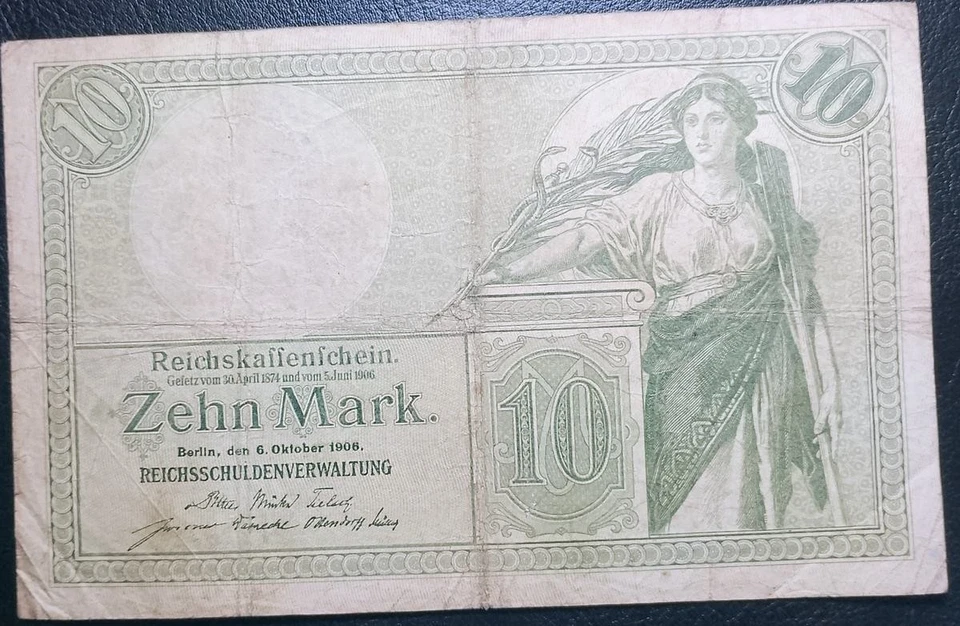 10
10
Reichskaſſenſchein.
Geſetz vom 30. April 1874 und vom 5. Juni 1906
Zehn Mark.
Berlin, den 6. Oktober 1906.
REICHSSCHULDENVERWALTUNG
10